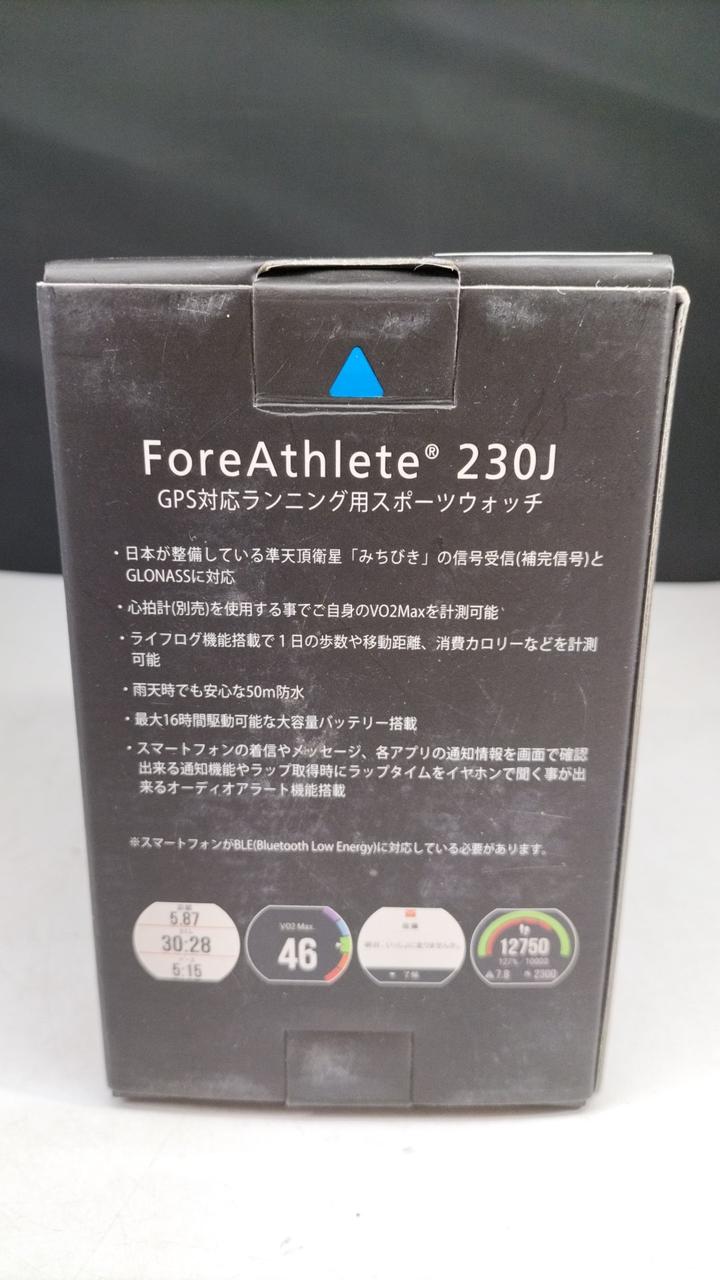 ForeAthlete® 230J
GPS対応ランニング用スポーツウォッチ
・日本が整備している準天頂衛星「みちびき」の信号受信(補完信号)と
GLONASSに対応
・心拍計(別売)を使用する事でご自身のVO2Maxを計測可能
・ライフログ機能搭載で1日の歩数や移動距離、消費カロリーなどを計測
可能
・雨天時でも安心な50m防水
・最大16時間駆動可能な大容量バッテリー搭載
・スマートフォンの着信やメッセージ、各アプリの通知情報を画面で確認
出来る通知機能やラップ取得時にラップタイムをイヤホンで聞く事が出
来るオーディオアラート機能搭載
※スマートフォンがBLE(Bluetooth Low Energy)に対応している必要があります。
距離
5.87
30:28
ペース
5:15
VO2 Max.
46
12750
127% / 10000
7.8 2300